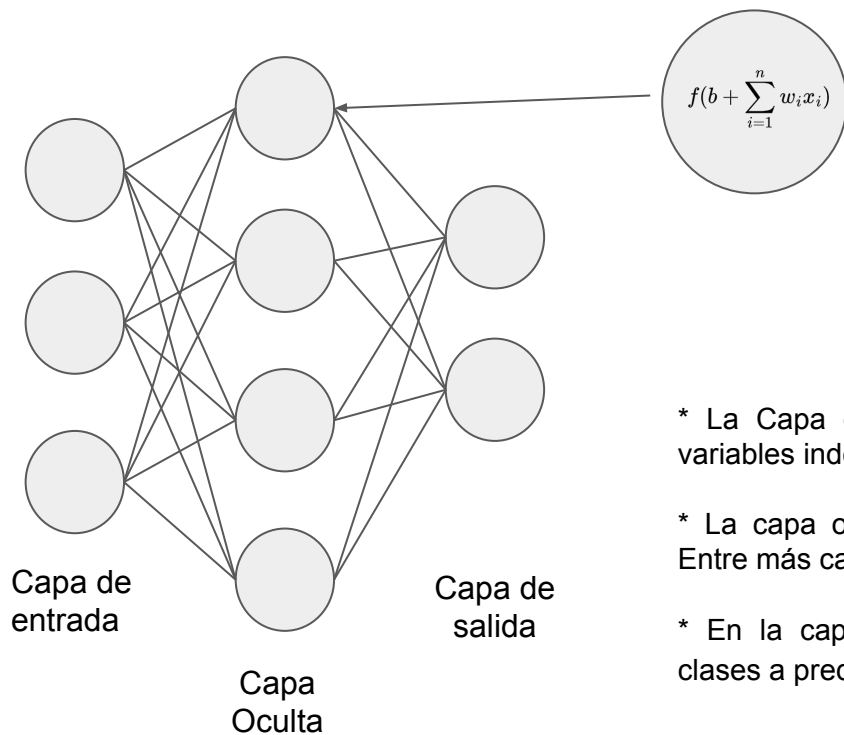 f(b + \sum_{i=1}^{n} w_i x_i)
* La Capa
variables
* La capa
Entre más
* En la
clases a
Capa de
entrada
Capa
Oculta
Capa de
salida